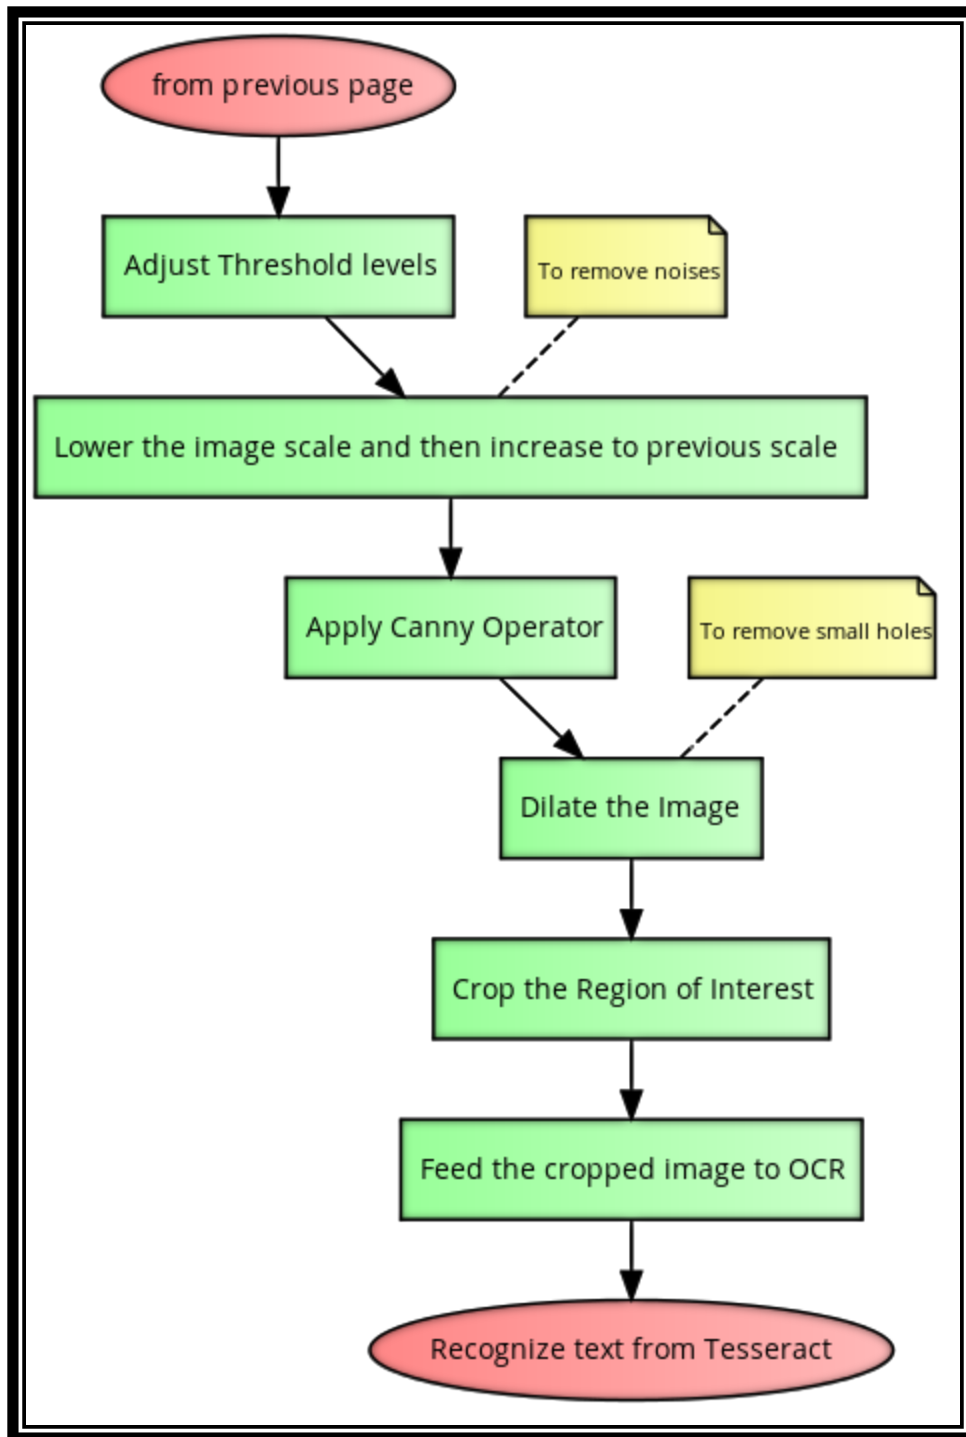 from previous page
Adjust Threshold levels
To remove noises
Lower the image scale and then increase to previous scale
Apply Canny Operator
To remove small holes
Dilate the Image
Crop the Region of Interest
Feed the cropped image to OCR
Recognize text from Tesseract